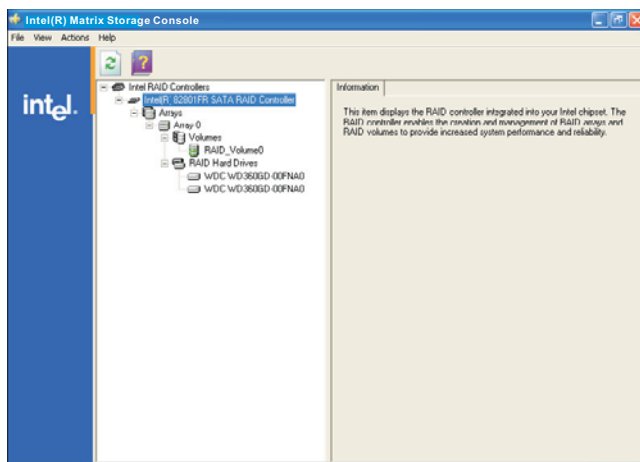 Intel(R) Matrix Storage Console
File View Actions Help
intel.
Intel RAID Controllers
Intel(R 82801FR SATA RAID Controller
Arrays
Array 0
Volumes
RAID_Volume0
RAID Hard Drives
WDC WD360GD-00FNA0
WDC WD360GD-00FNA0
Information
This item displays the RAID controller integrated into your Intel chipset. The
RAID controller enables the creation and management of RAID arrays and
RAID volumes to provide increased system performance and reliability.